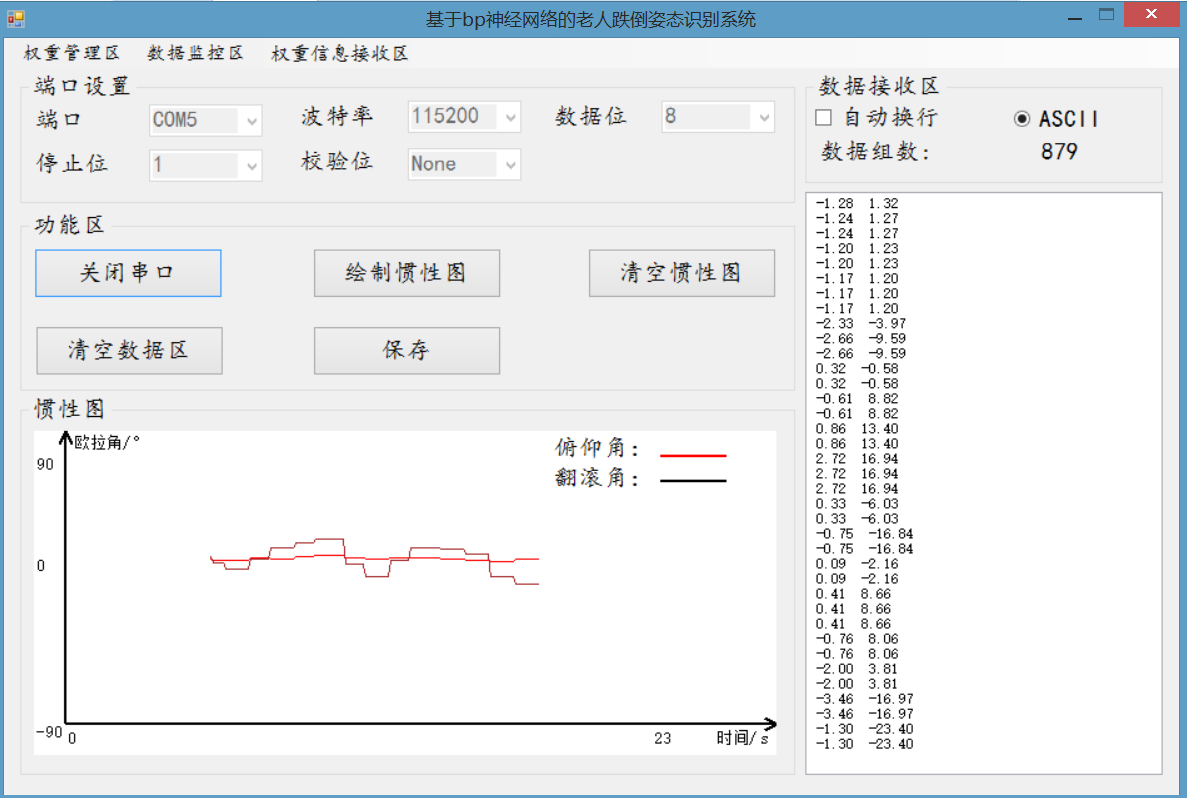 基于bp神经网络的老人跌倒姿态识别系统
权重管理区 数据监控区 权重信息接收区
端口设置
端口 COM5 波特率 115200 数据位 8
停止位 1 校验位 None
功能区
关闭串口 绘制惯性图 清空惯性图
清空数据区 保存
惯性图
欧拉角/°
俯仰角:
翻滚角:
90
0
-90
0 23 时间/s
数据接收区
自动换行 ASCII
数据组数: 879
-1.28 1.32
-1.24 1.27
-1.24 1.27
-1.20 1.23
-1.20 1.23
-1.17 1.20
-1.17 1.20
-1.17 1.20
-2.33 -3.97
-2.66 -9.59
-2.66 -9.59
0.32 -0.58
0.32 -0.58
-0.61 8.82
-0.61 8.82
0.86 13.40
0.86 13.40
2.72 16.94
2.72 16.94
2.72 16.94
0.33 -6.03
0.33 -6.03
-0.75 -16.84
-0.75 -16.84
0.09 -2.16
0.09 -2.16
0.41 8.66
0.41 8.66
0.41 8.66
-0.76 8.06
-0.76 8.06
-2.00 3.81
-2.00 3.81
-3.46 -16.97
-3.46 -16.97
-1.30 -23.40
-1.30 -23.40